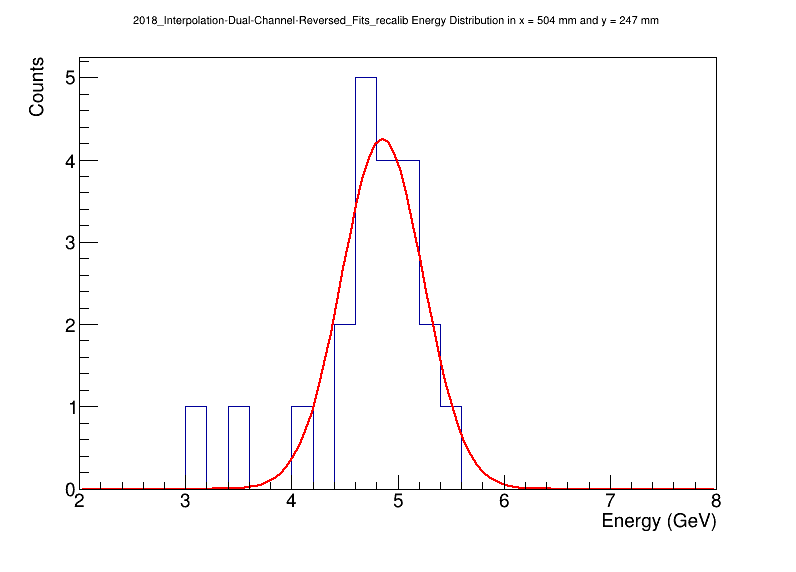 2018_Interpolation-Dual-Channel-Reversed_Fits_recalib Energy Distribution in x = 504 mm and y = 247 mm
Counts
5
4
3
2
1
0
2 3 4 5 6 7 8
Energy (GeV)